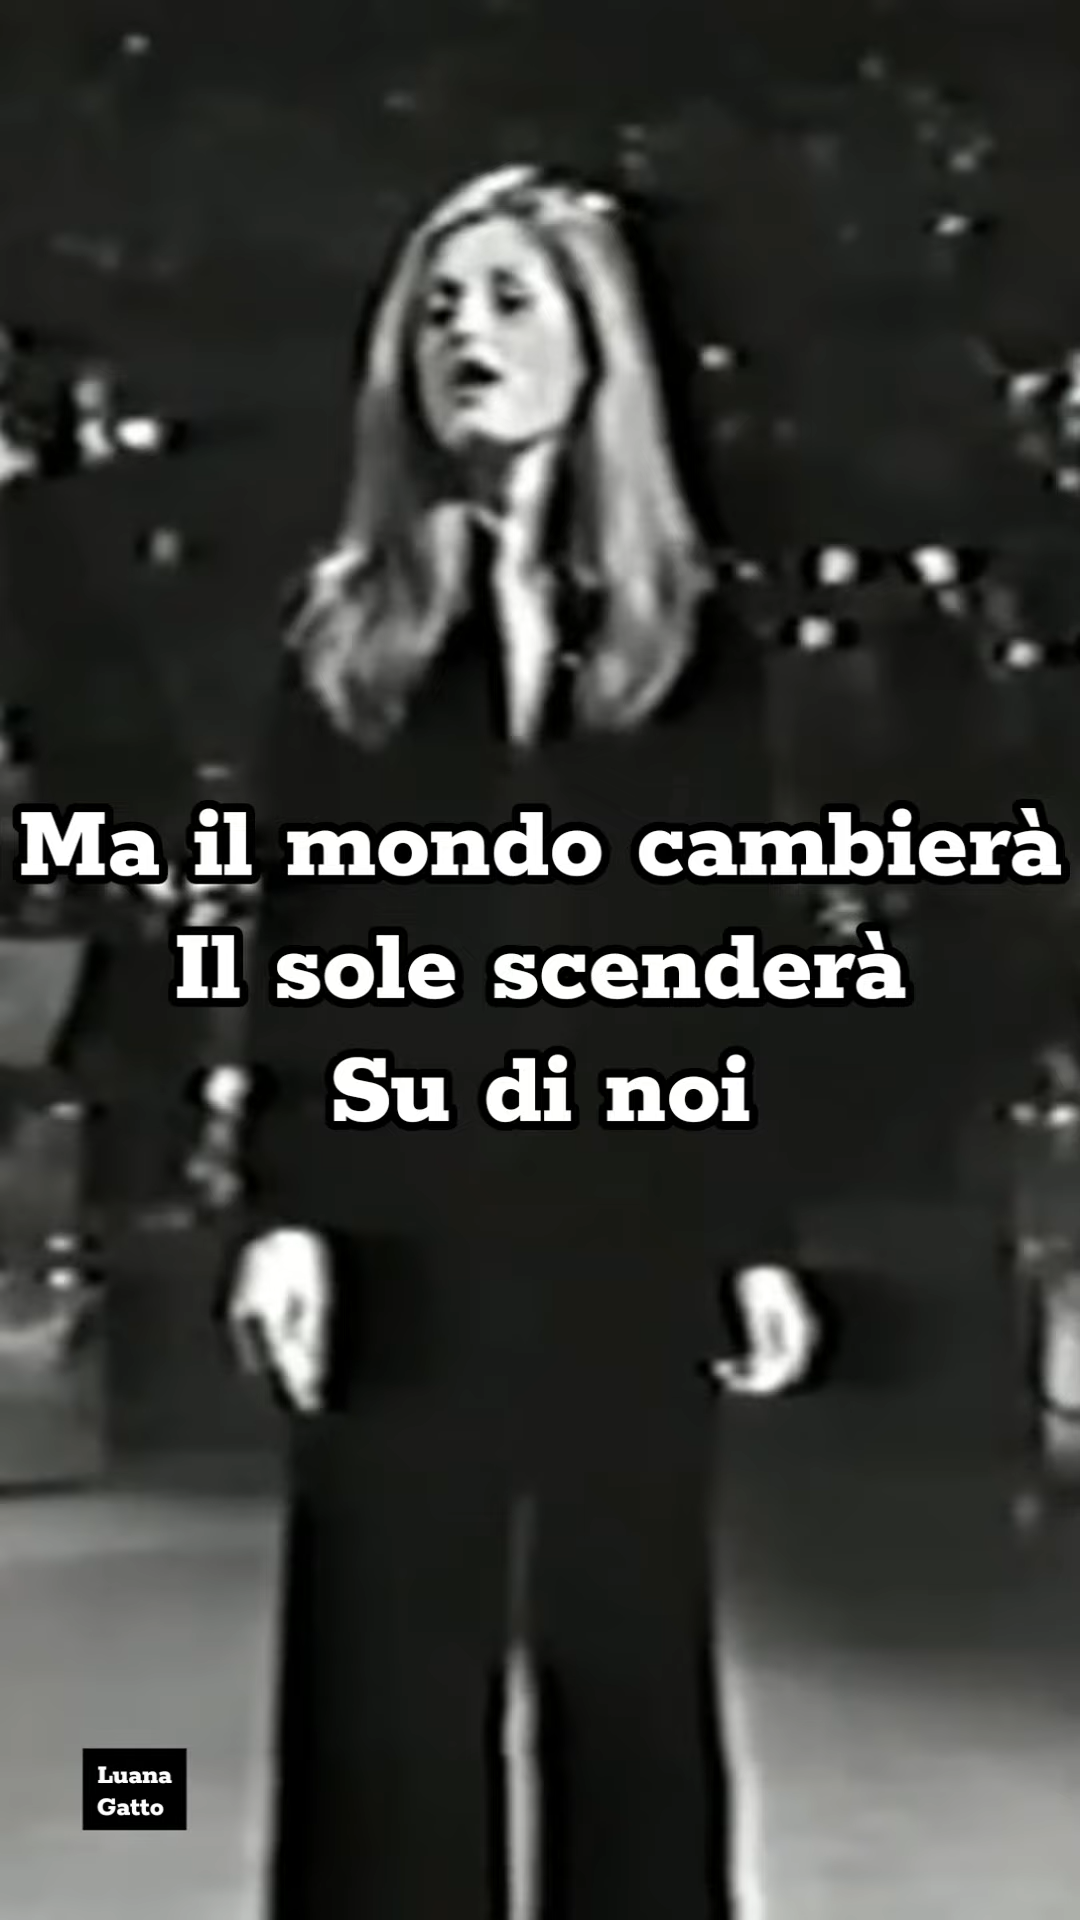 Ma il mondo cambierà
Il sole scenderà
Su di noi
Luana
Gatto